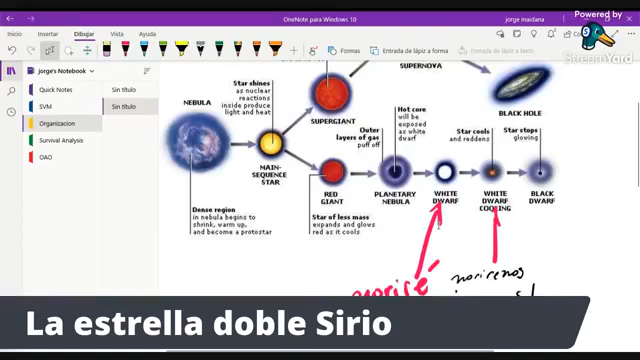 OneNote para Windows 10
jorge maidana
Powered by
StreamYard
Inicio
Insertar
Dibujar
Vista
Ayuda
Formas
Entrada de lápiz a forma
Entrada de lápiz a texto
jorge's Notebook
Quick Notes
SVM
Organizacion
Survival Analysis
OAO
Sin título
Sin título
SUPERNOVA
Star shines
as nuclear
reactions
inside produce
light and heat
NEBULA
SUPERGIANT
BLACK HOLE
Hot core
will be
exposed as
white
dwarf
Outer
layers of gas
puff off
Star cools
and reddens
Star stops
glowing
MAIN-
SEQUENCE
STAR
RED
GIANT
PLANETARY
NEBULA
WHITE
DWARF
WHITE
DWARF
COOLING
BLACK
DWARF
Dense region
in nebula begins to
shrink, warm up,
and become a protostar
Star of less mass
expands and glows
red as it cools
La estrella doble Sirio